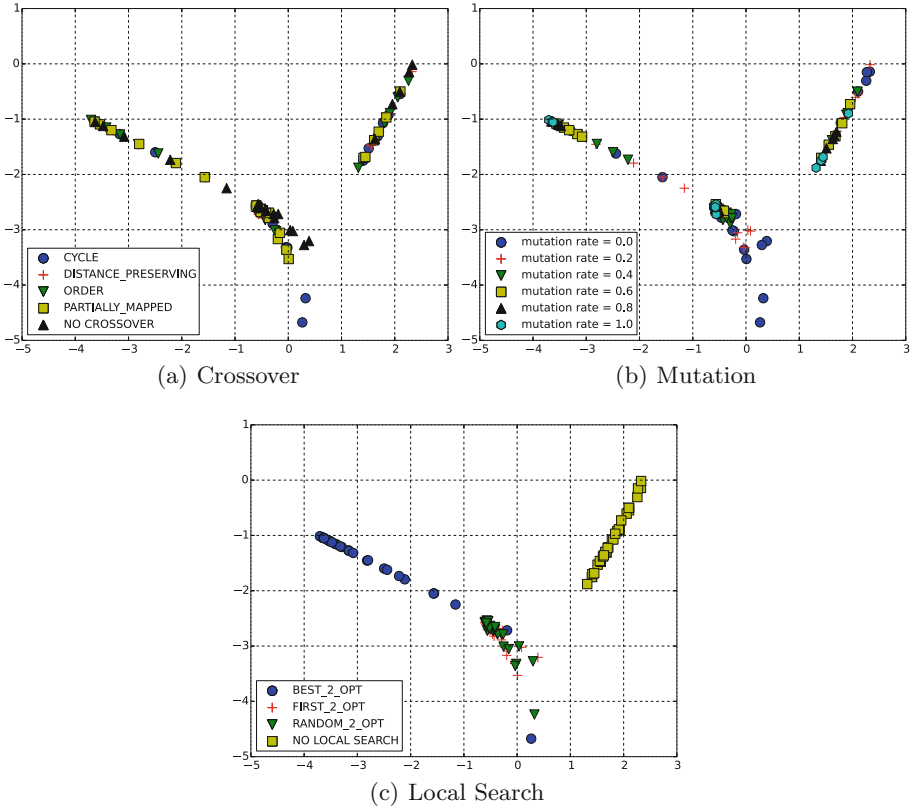 1
0
−1
−2
−3
−4
−5
−5 −4 −3 −2 −1 0 1 2 3
CYCLE
DISTANCE_PRESERVING
ORDER
PARTIALLY_MAPPED
NO CROSSOVER
(a) Crossover
1
0
−1
−2
−3
−4
−5
−5 −4 −3 −2 −1 0 1 2 3
mutation rate = 0.0
mutation rate = 0.2
mutation rate = 0.4
mutation rate = 0.6
mutation rate = 0.8
mutation rate = 1.0
(b) Mutation
1
0
−1
−2
−3
−4
−5
−5 −4 −3 −2 −1 0 1 2 3
BEST_2_OPT
FIRST_2_OPT
RANDOM_2_OPT
NO LOCAL SEARCH
(c) Local Search